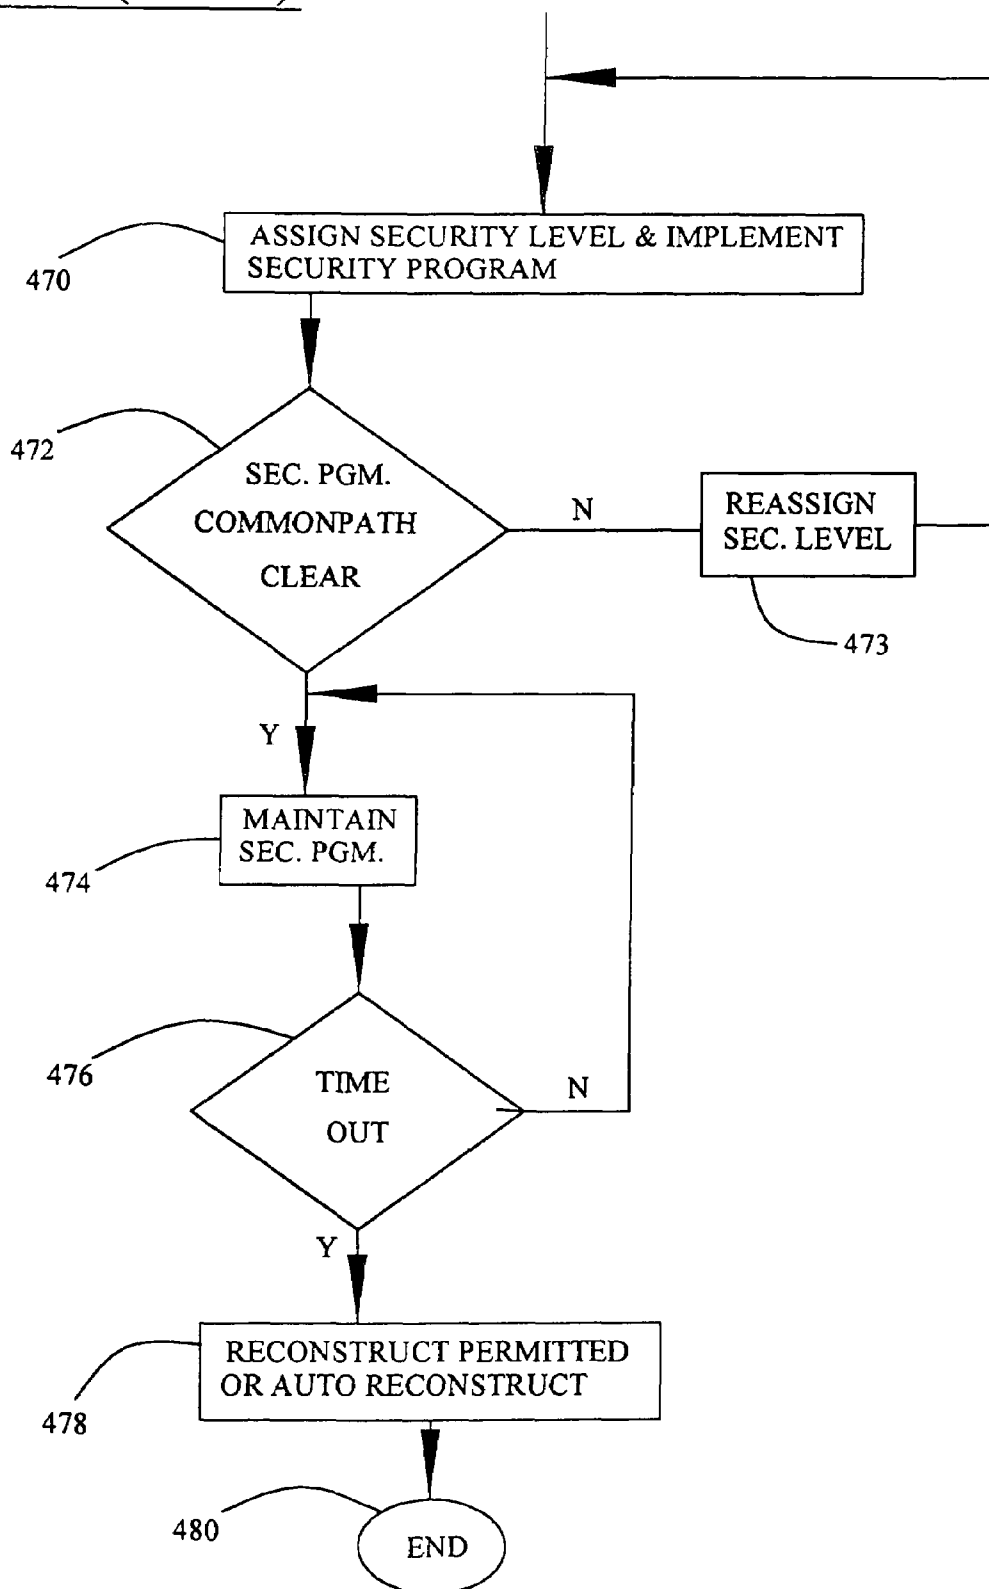 ASSIGN SECURITY LEVEL & IMPLEMENT
SECURITY PROGRAM
470
472
SEC. PGM.
COMMONPATH
CLEAR
N
REASSIGN
SEC. LEVEL
473
Y
MAINTAIN
SEC. PGM.
474
476
TIME
OUT
N
Y
RECONSTRUCT PERMITTED
OR AUTO RECONSTRUCT
478
480
END